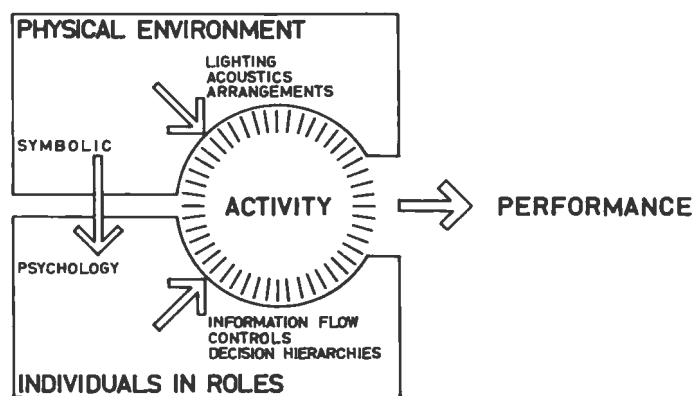 PHYSICAL ENVIRONMENT
LIGHTING
ACOUSTICS
ARRANGEMENTS
SYMBOLIC
ACTIVITY
PERFORMANCE
PSYCHOLOGY
INFORMATION FLOW
CONTROLS
DECISION HIERARCHIES
INDIVIDUALS IN ROLES